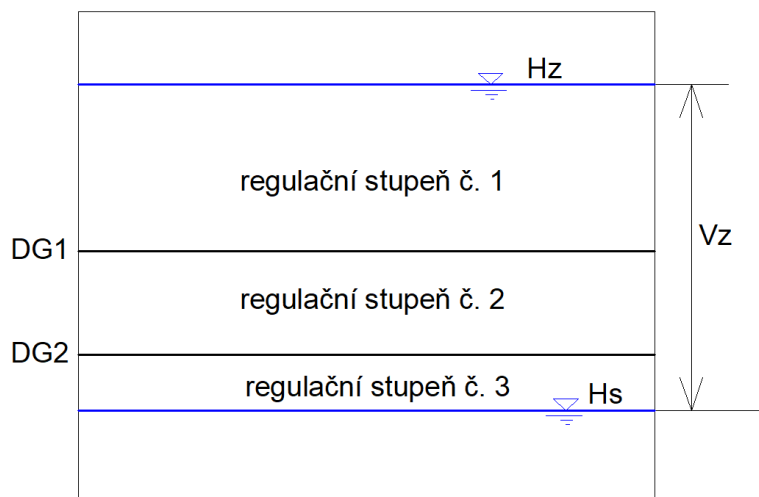 Hz
regulační stupeň č. 1
Vz
DG1
regulační stupeň č. 2
DG2
regulační stupeň č. 3
Hs